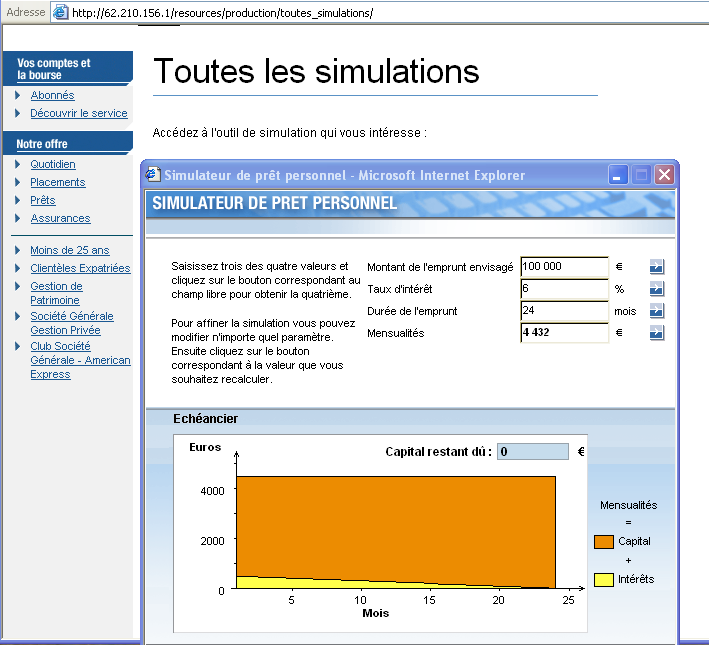 Adresse http://62.210.156.1/resources/production/toutes_simulations/
Vos comptes et
la bourse
Abonnés
Découvrir le service
Notre offre
Quotidien
Placements
Prêts
Assurances
Moins de 25 ans
Clientèles Expatriées
Gestion de
Patrimoine
Société Générale
Gestion Privée
Club Société
Générale - American
Express
Toutes les simulations
Accédez à l'outil de simulation qui vous intéresse :
Simulateur de prêt personnel - Microsoft Internet Explorer
SIMULATEUR DE PRET PERSONNEL
Saisissez trois des quatre valeurs et
cliquez sur le bouton correspondant au
champ libre pour obtenir la quatrième.
Pour affiner la simulation vous pouvez
modifier n'importe quel paramètre.
Ensuite cliquez sur le bouton
correspondant à la valeur que vous
souhaitez recalculer.
Montant de l'emprunt envisagé 100 000 €
Taux d'intérêt 6 %
Durée de l'emprunt 24 mois
Mensualités 4 432 €
Echéancier
Euros
Capital restant dû : 0 €
4000
2000
0
5 10 15 20 25
Mois
Mensualités
=
Capital
+
Intérêts